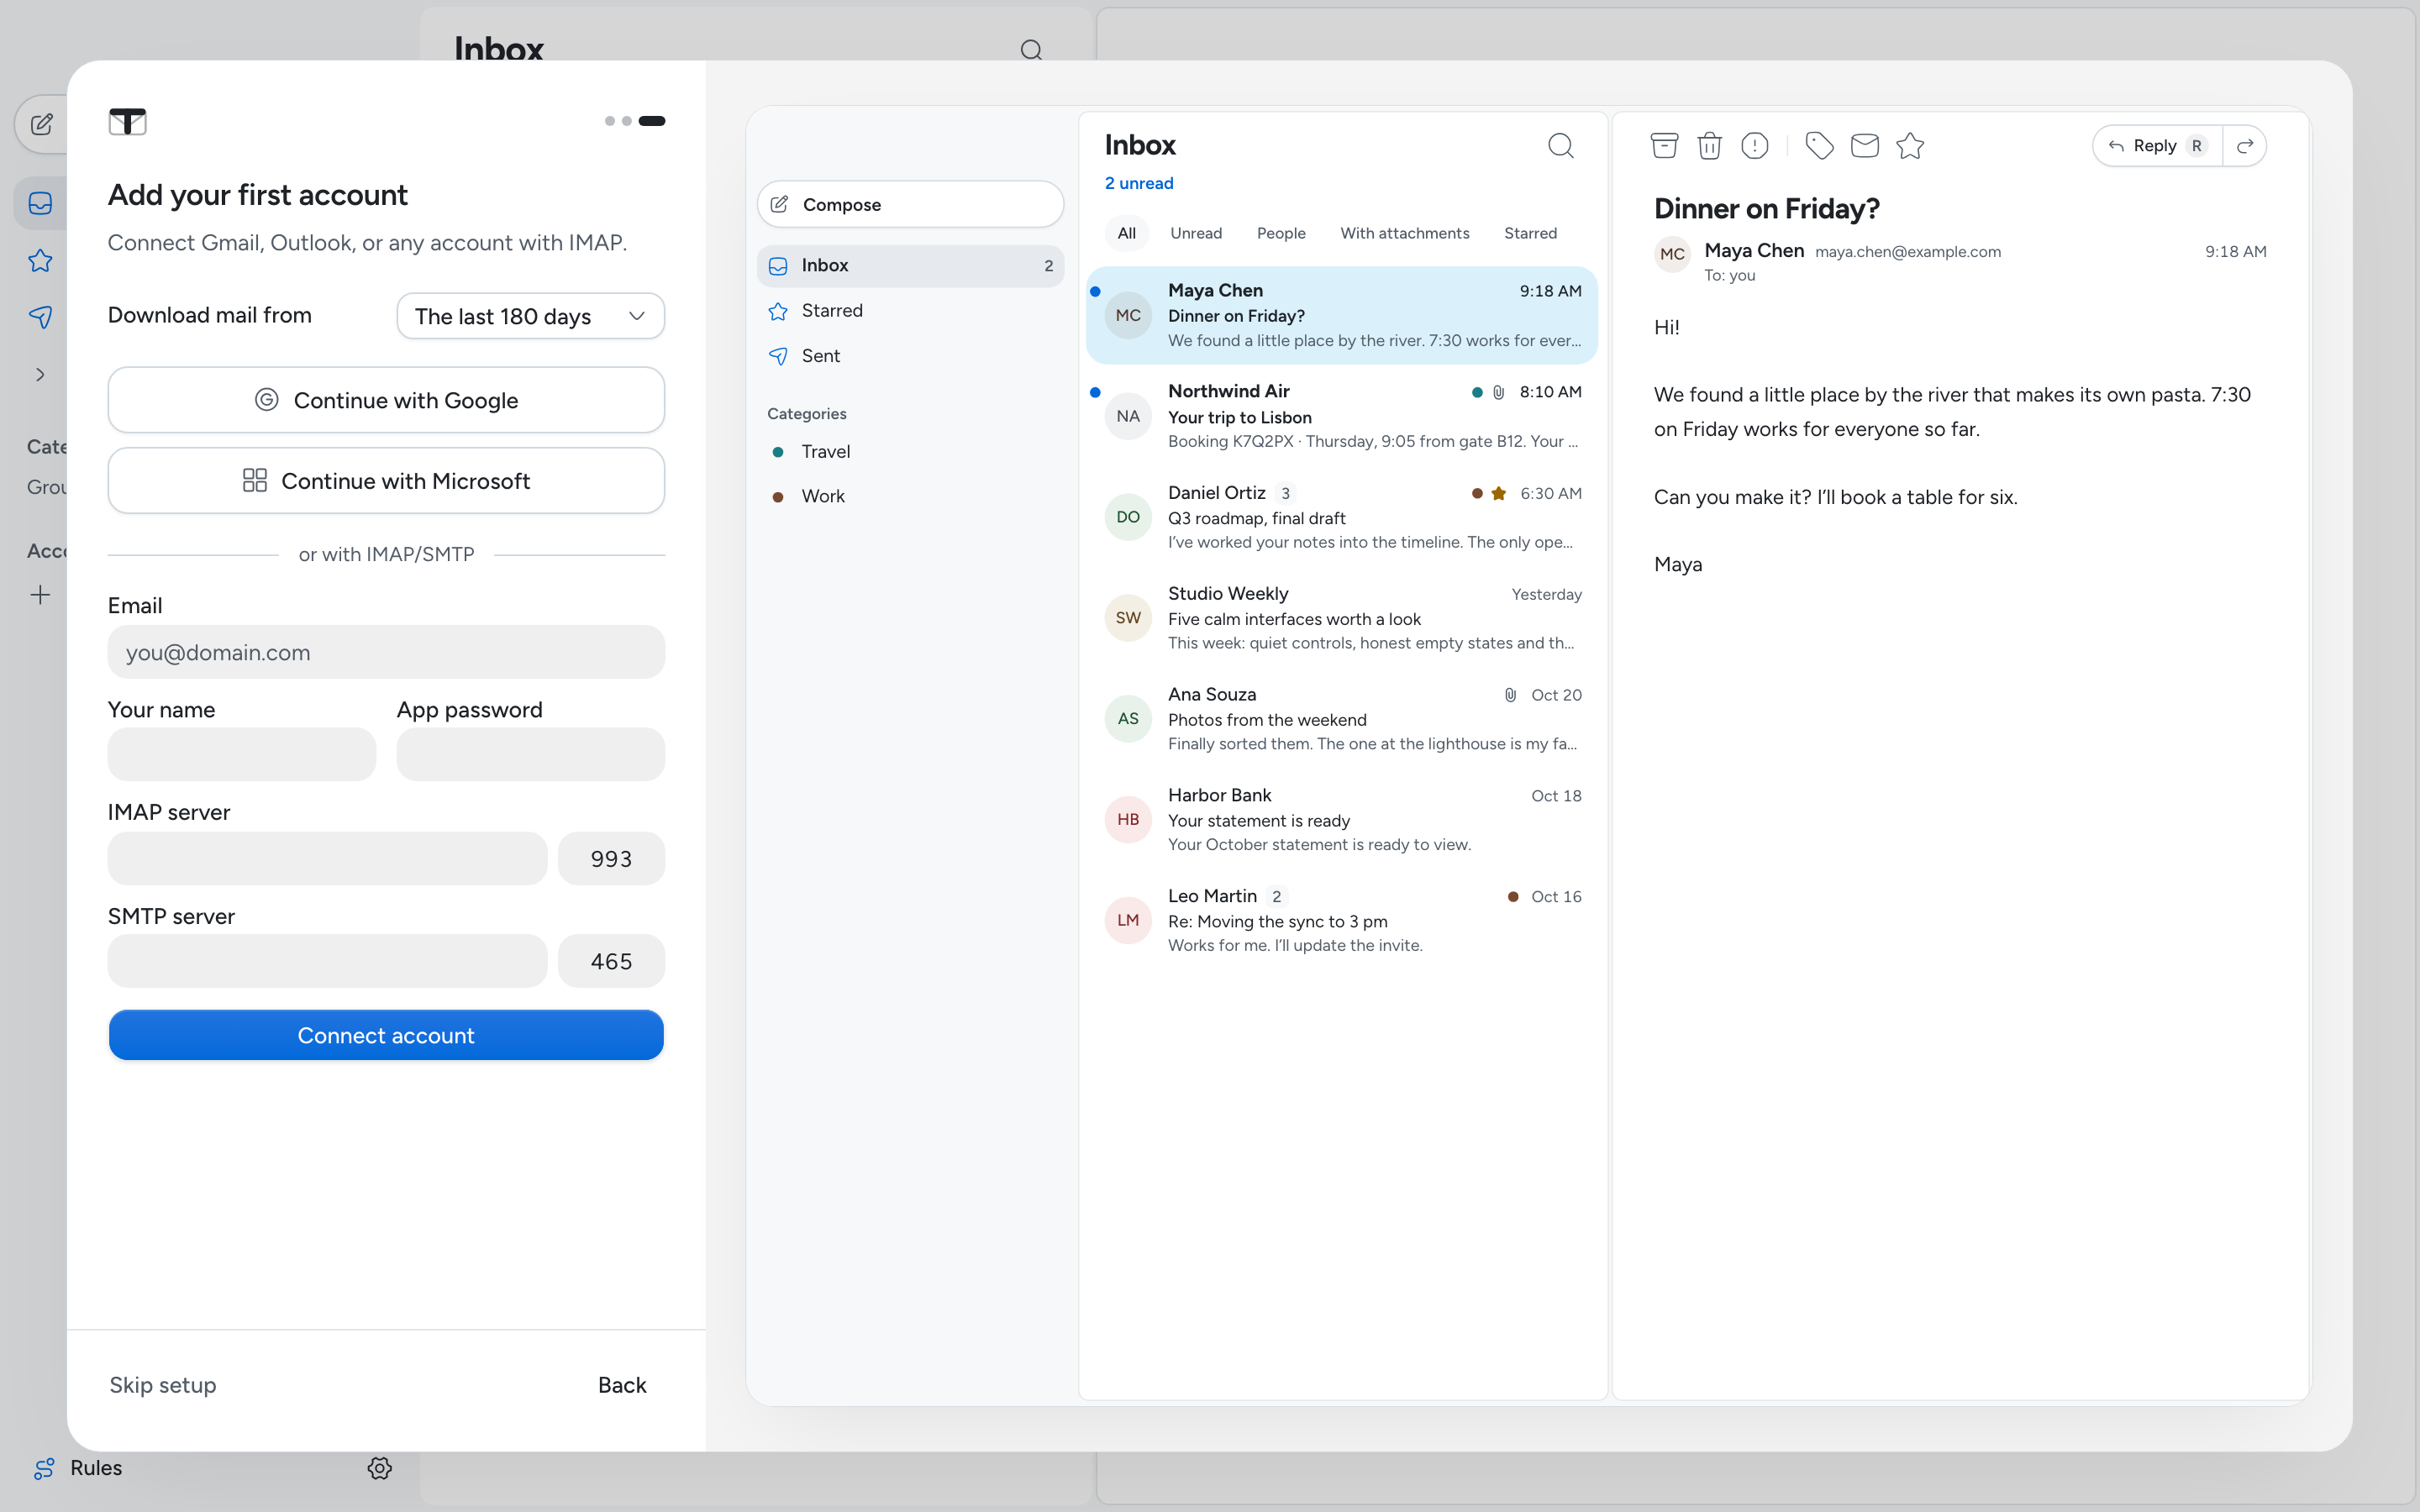 Inbox
Cate
Grou
Acco
Rules
Add your first account
Connect Gmail, Outlook, or any account with IMAP.
Download mail from
The last 180 days
Continue with Google
Continue with Microsoft
or with IMAP/SMTP
Email
you@domain.com
Your name
App password
IMAP server
993
SMTP server
465
Connect account
Skip setup
Back
Compose
Inbox 2
Starred
Sent
Categories
Travel
Work
Inbox
2 unread
All Unread People With attachments Starred
MC
Maya Chen 9:18 AM
Dinner on Friday?
We found a little place by the river. 7:30 works for ever…
NA
Northwind Air 8:10 AM
Your trip to Lisbon
Booking K7Q2PX · Thursday, 9:05 from gate B12. Your …
DO
Daniel Ortiz 3 6:30 AM
Q3 roadmap, final draft
I’ve worked your notes into the timeline. The only ope…
SW
Studio Weekly Yesterday
Five calm interfaces worth a look
This week: quiet controls, honest empty states and th…
AS
Ana Souza Oct 20
Photos from the weekend
Finally sorted them. The one at the lighthouse is my fa…
HB
Harbor Bank Oct 18
Your statement is ready
Your October statement is ready to view.
LM
Leo Martin 2 Oct 16
Re: Moving the sync to 3 pm
Works for me. I’ll update the invite.
Reply R
Dinner on Friday?
MC
Maya Chen maya.chen@example.com 9:18 AM
To: you
Hi!
We found a little place by the river that makes its own pasta. 7:30
on Friday works for everyone so far.
Can you make it? I’ll book a table for six.
Maya